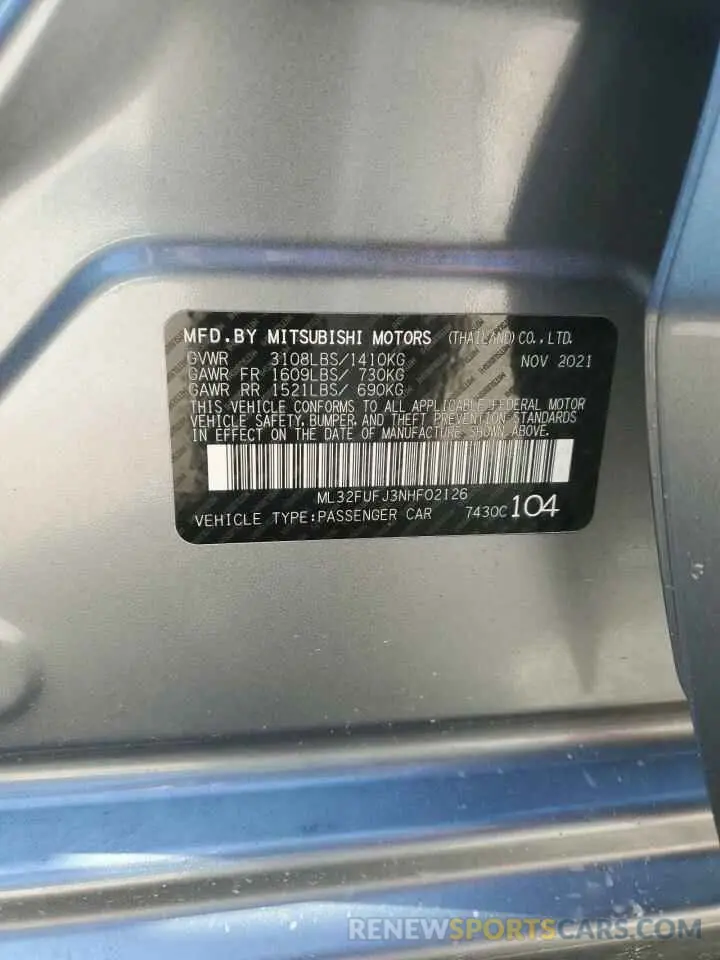 MFD.BY MITSUBISHI MOTORS (THAILAND)CO.,LTD.
GVWR 3108LBS/1410KG NOV 2021
GAWR FR 1609LBS/ 730KG
GAWR RR 1521LBS/ 690KG
THIS VEHICLE CONFORMS TO ALL APPLICABLE FEDERAL MOTOR
VEHICLE SAFETY,BUMPER,AND THEFT PREVENTION STANDARDS
IN EFFECT ON THE DATE OF MANUFACTURE SHOWN ABOVE.
ML32FUFJ3NHF02126
VEHICLE TYPE:PASSENGER CAR 7430C 104
RENEWSPORTSCARS.COM